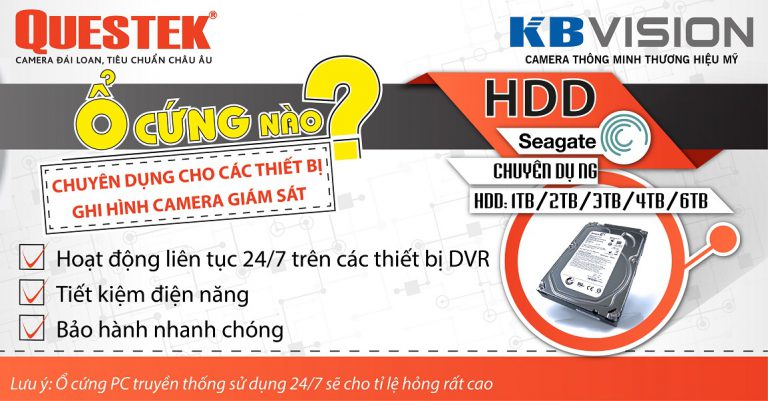 QUESTEK®
CAMERA ĐÀI LOAN, TIÊU CHUẨN CHÂU ÂU
KBVISION
CAMERA THÔNG MINH THƯƠNG HIỆU MỸ
Ổ CỨNG NÀO?
CHUYÊN DỤNG CHO CÁC THIẾT BỊ
GHI HÌNH CAMERA GIÁM SÁT
HDD
Seagate
CHUYÊN DỤNG
HDD: 1TB/2TB/3TB/4TB/6TB
Hoạt động liên tục 24/7 trên các thiết bị DVR
Tiết kiệm điện năng
Bảo hành nhanh chóng
Lưu ý: Ổ cứng PC truyền thống sử dụng 24/7 sẽ cho tỉ lệ hỏng rất cao